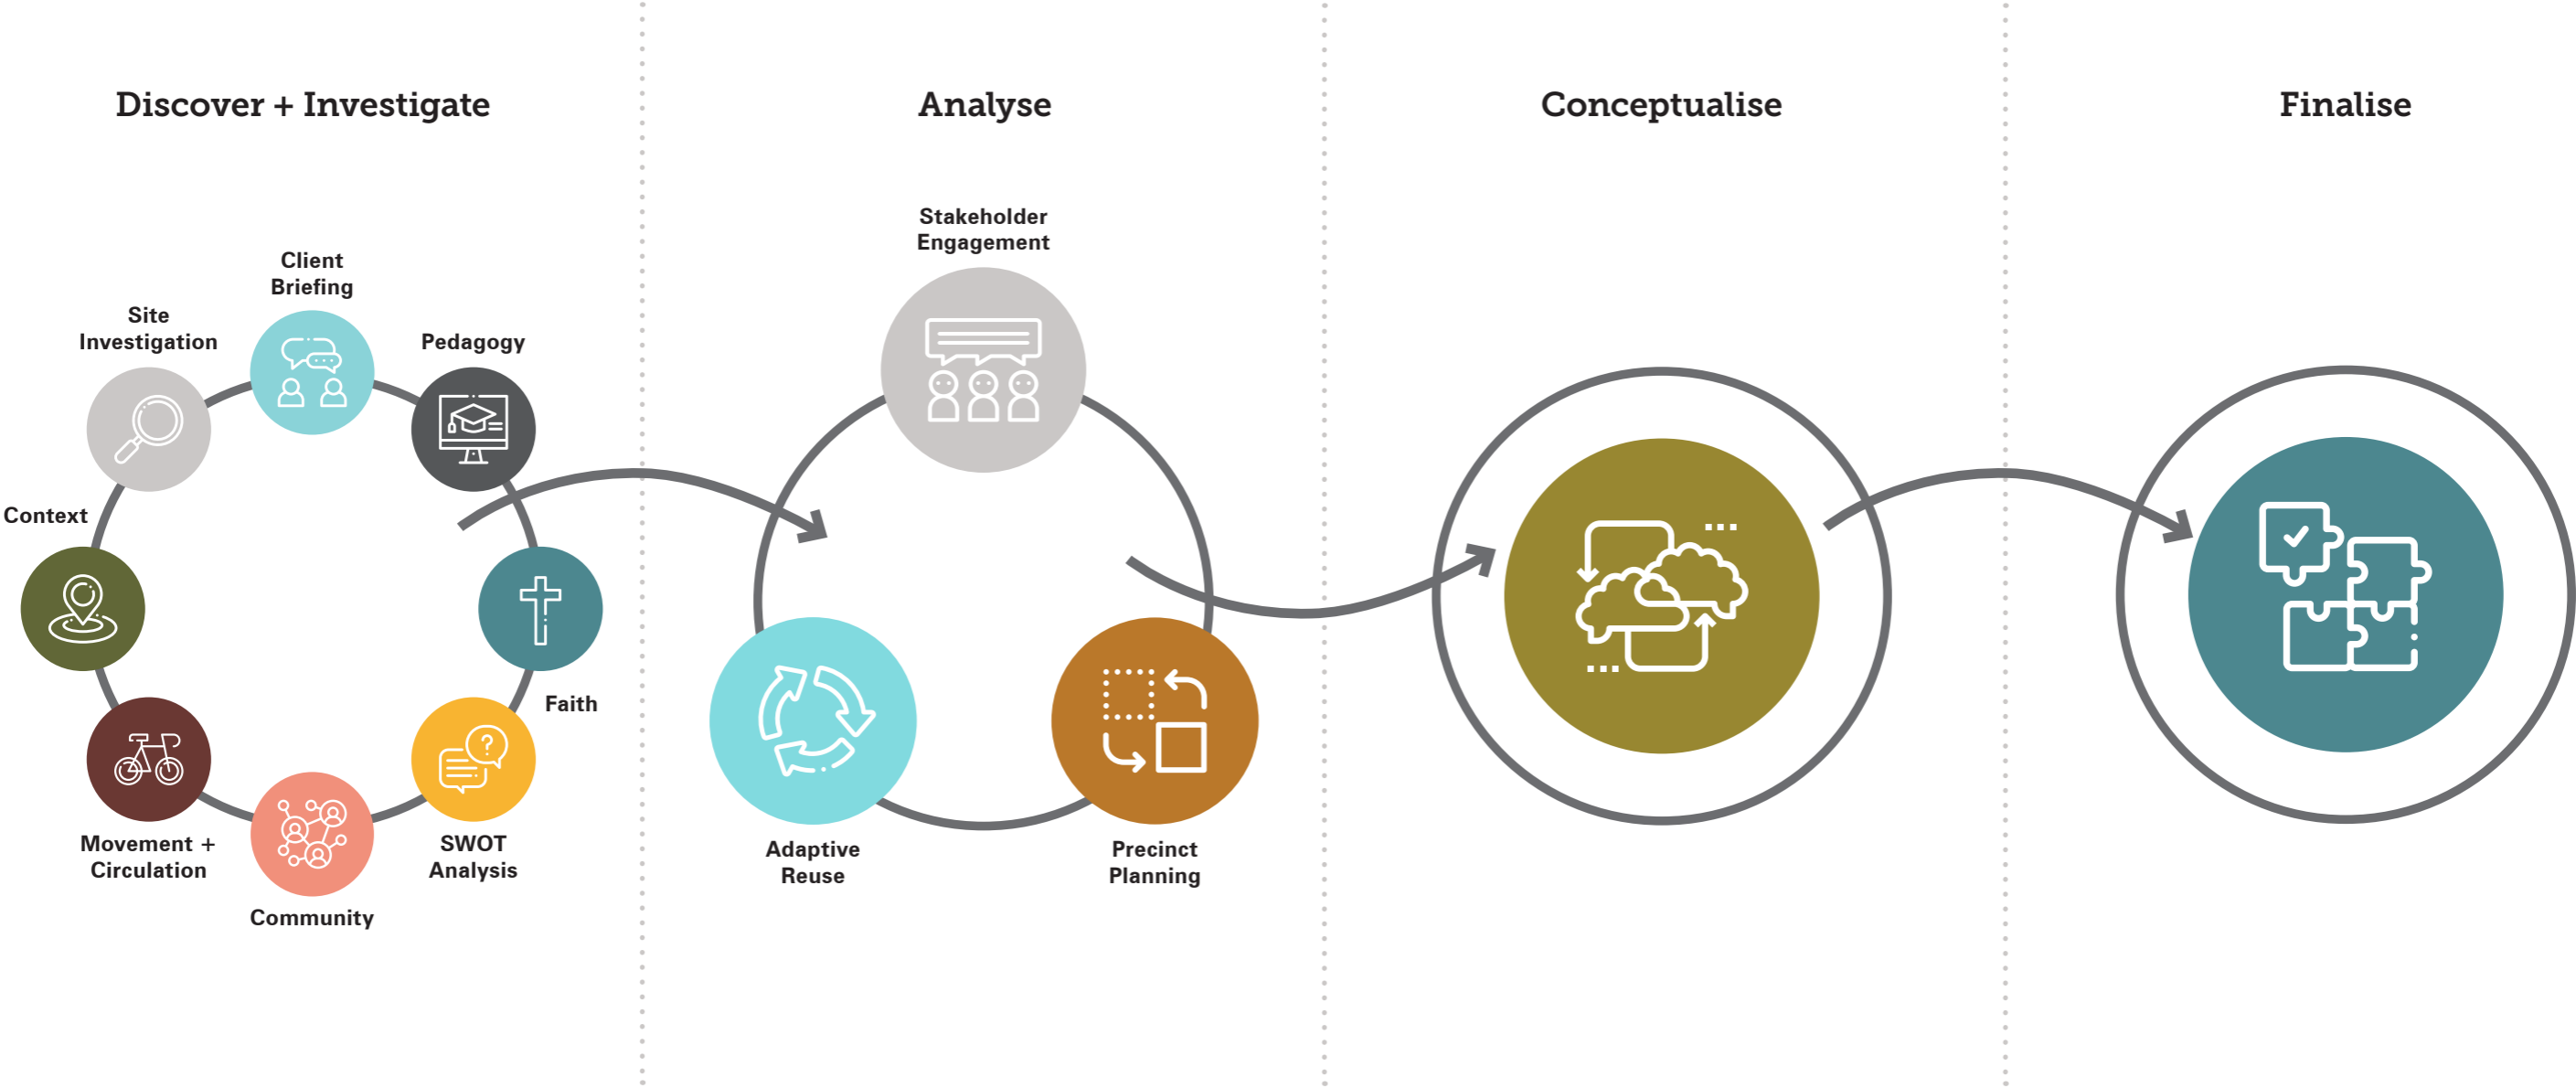 Discover + Investigate
Analyse
Conceptualise
Finalise
Client
Briefing
Site
Investigation
Pedagogy
Context
Faith
Movement +
Circulation
SWOT
Analysis
Community
Stakeholder
Engagement
Adaptive
Reuse
Precinct
Planning